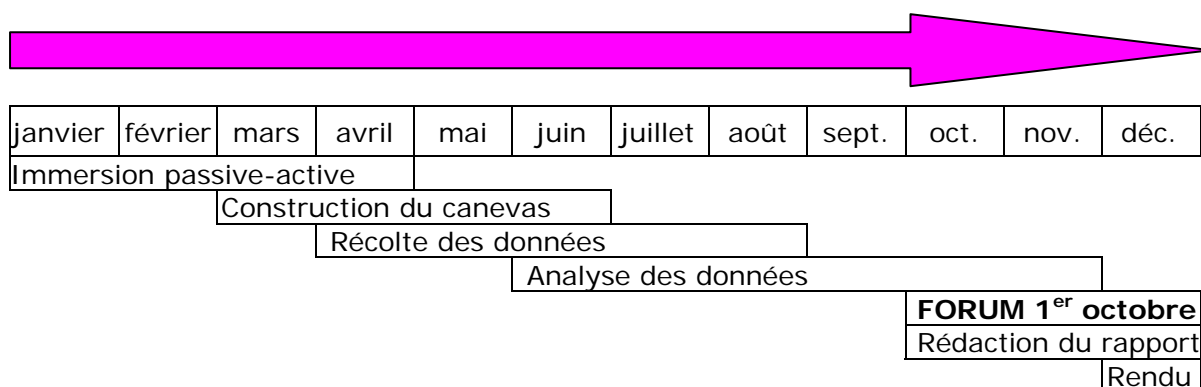 janvier février mars avril mai juin juillet août sept. oct. nov. déc.
Immersion passive-active
Construction du canevas
Récolte des données
Analyse des données
FORUM 1er octobre
Rédaction du rapport
Rendu